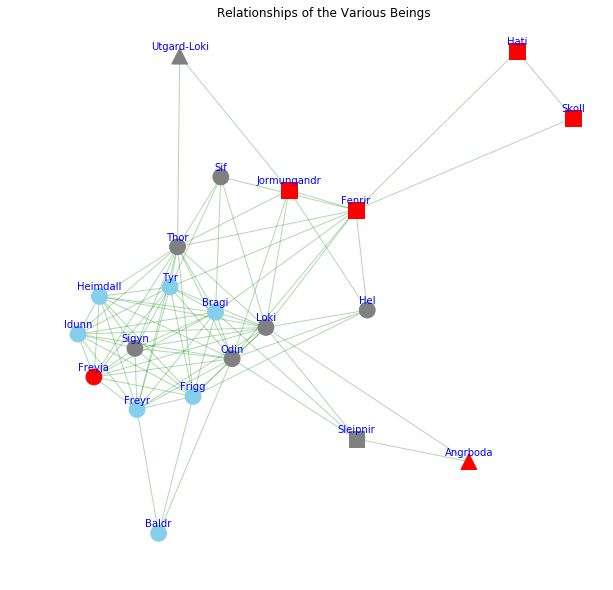 Relationships of the Various Beings
Hati
Utgard-Loki
Skoll
Sif
Jormungandr
Fenrir
Thor
Tyr
Heimdall
Bragi
Hel
Idunn
Loki
Sigyn
Odin
Freyja
Frigg
Freyr
Sleipnir
Angrboda
Baldr